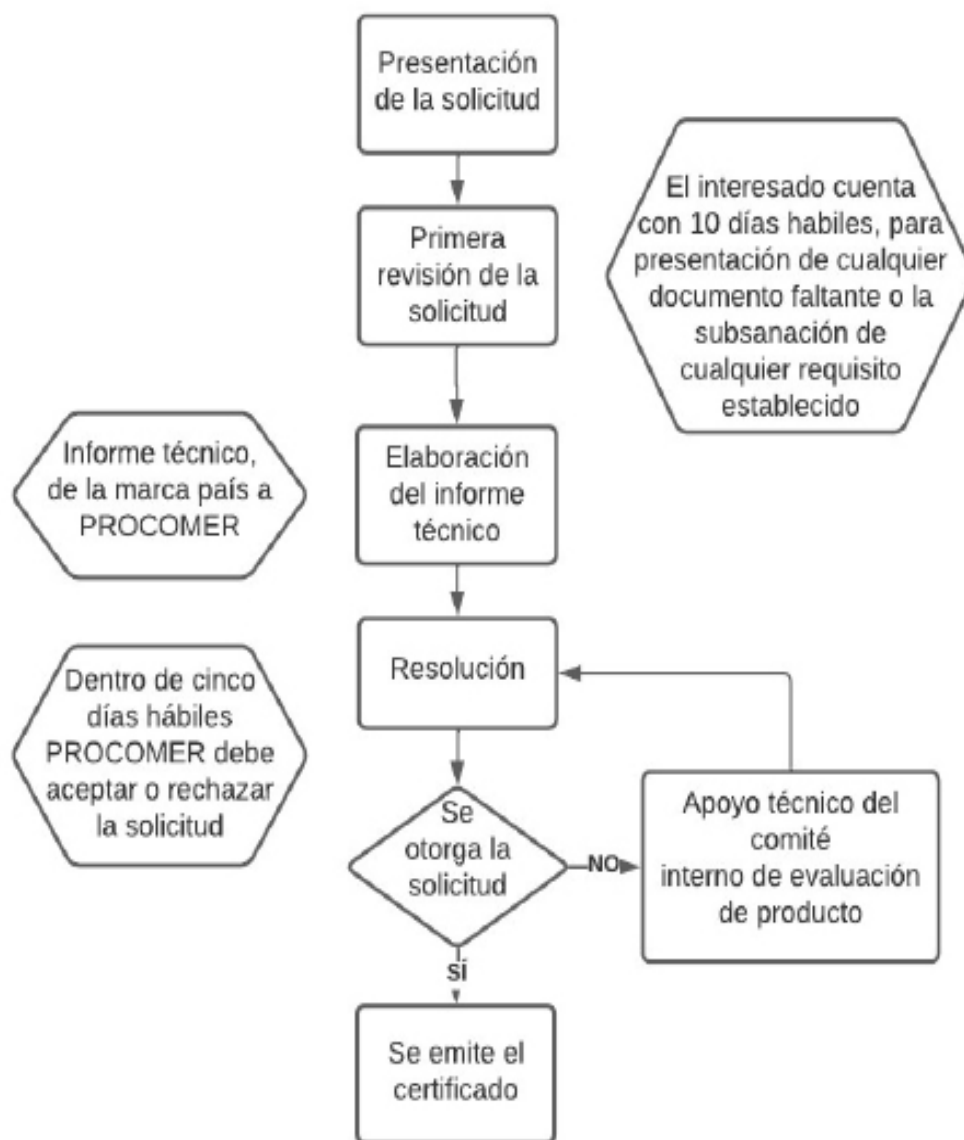 Presentación
de la solicitud
Primera
revisión de la
solicitud
El interesado cuenta
con 10 días habiles, para
presentación de cualquier
documento faltante o la
subsanación de
cualquier requisito
establecido
Informe técnico,
de la marca país a
PROCOMER
Elaboración
del informe
técnico
Dentro de cinco
días hábiles
PROCOMER debe
aceptar o rechazar
la solicitud
Resolución
Se
otorga la
solicitud
NO
Apoyo técnico del
comité
interno de evaluación
de producto
SÍ
Se emite el
certificado